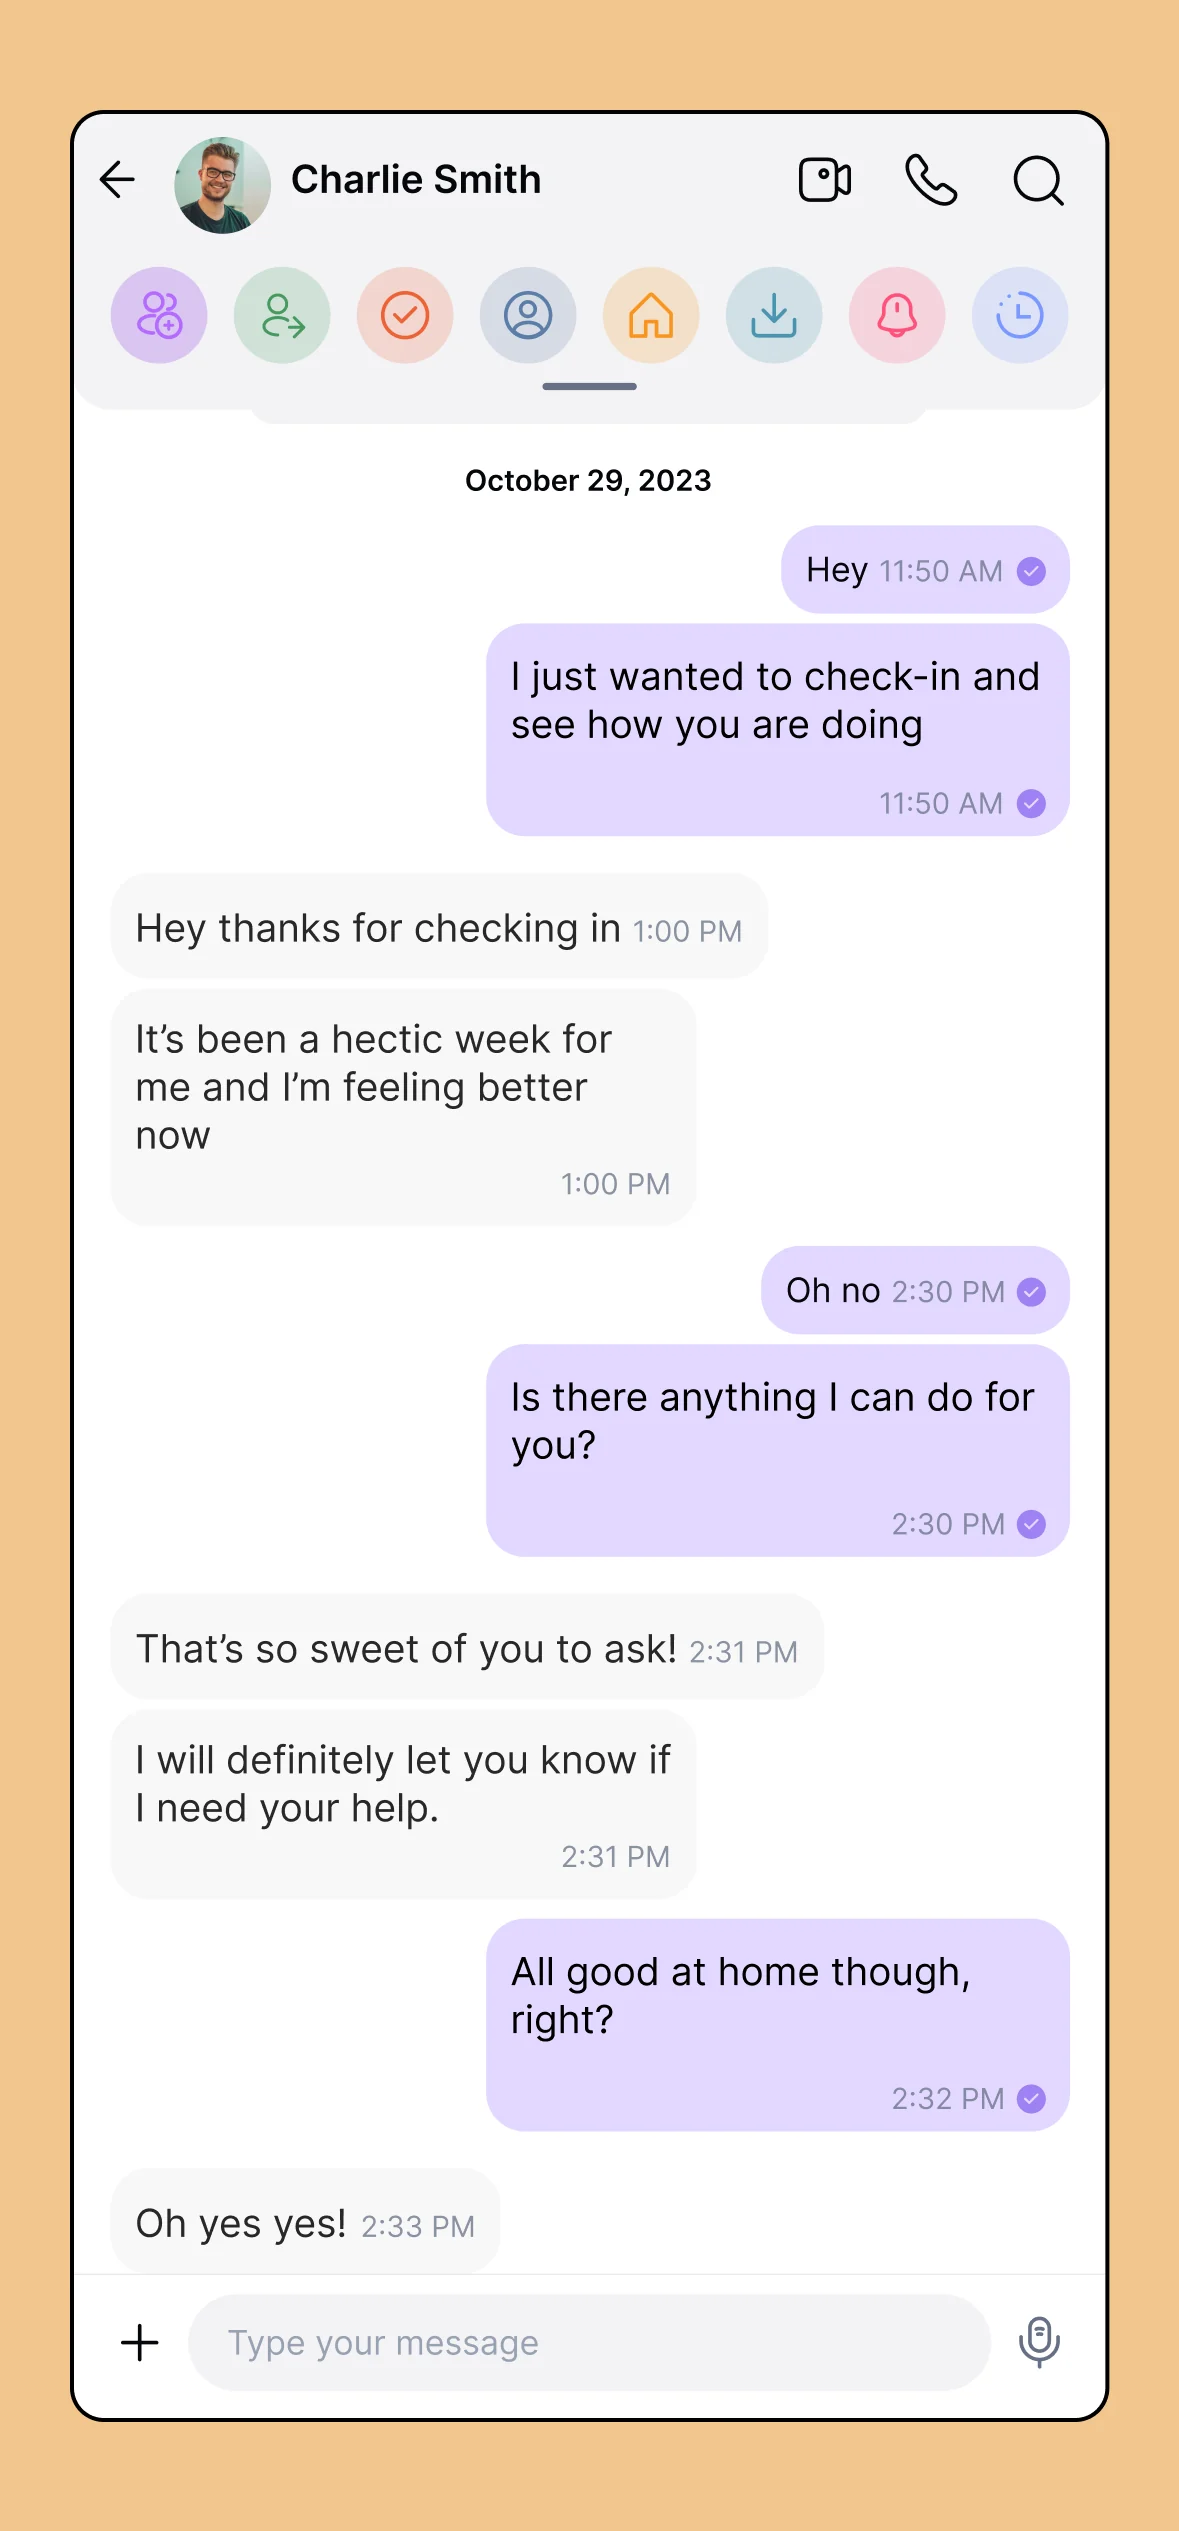 Charlie Smith
October 29, 2023
Hey 11:50 AM
I just wanted to check-in and
see how you are doing
11:50 AM
Hey thanks for checking in 1:00 PM
It’s been a hectic week for
me and I’m feeling better
now
1:00 PM
Oh no 2:30 PM
Is there anything I can do for
you?
2:30 PM
That’s so sweet of you to ask! 2:31 PM
I will definitely let you know if
I need your help.
2:31 PM
All good at home though,
right?
2:32 PM
Oh yes yes! 2:33 PM
Type your message